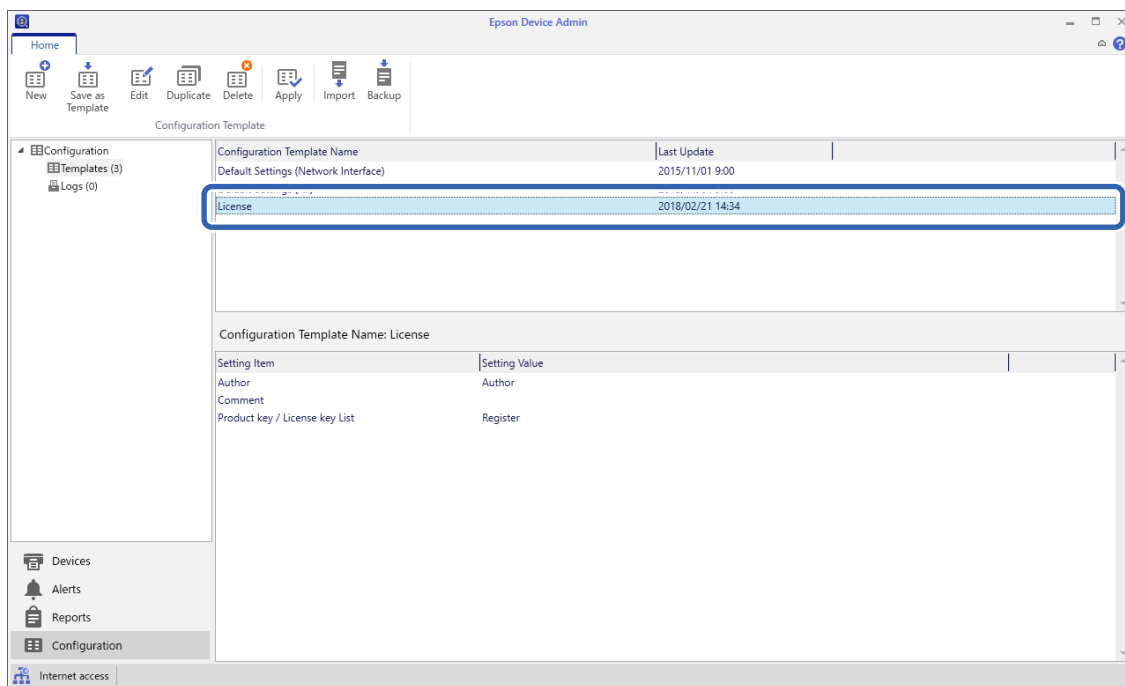 Epson Device Admin
Home
New
Save as
Template
Edit
Duplicate
Delete
Apply
Import
Backup
Configuration Template
Configuration
Templates (3)
Logs (0)
Configuration Template Name Last Update
Default Settings (Network Interface) 2015/11/01 9:00
License 2018/02/21 14:34
Configuration Template Name: License
Setting Item Setting Value
Author Author
Comment
Product key / License key List Register
Devices
Alerts
Reports
Configuration
Internet access